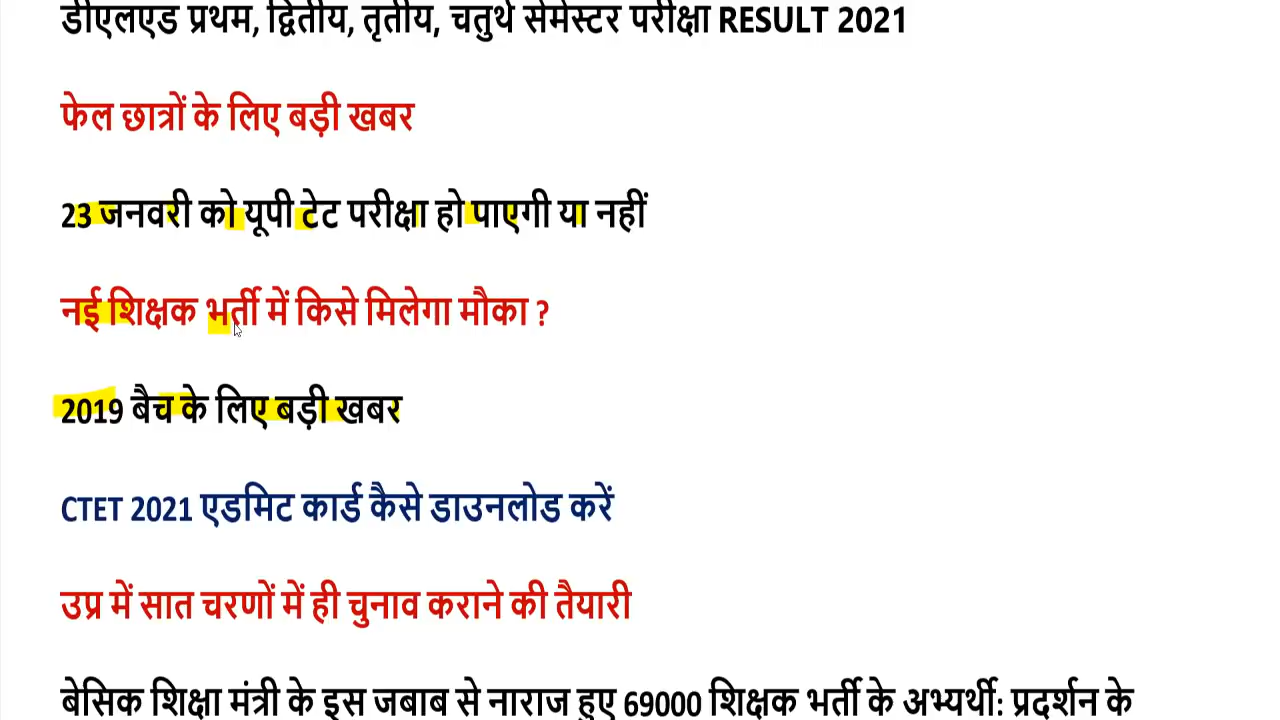 डीएलएड प्रथम, द्वितीय, तृतीय, चतुर्थ सेमेस्टर परीक्षा RESULT 2021
फेल छात्रों के लिए बड़ी खबर
23 जनवरी को यूपी टेट परीक्षा हो पाएगी या नहीं
नई शिक्षक भर्ती में किसे मिलेगा मौका ?
2019 बैच के लिए बड़ी खबर
CTET 2021 एडमिट कार्ड कैसे डाउनलोड करें
उप्र में सात चरणों में ही चुनाव कराने की तैयारी
बेसिक शिक्षा मंत्री के इस जबाब से नाराज हुए 69000 शिक्षक भर्ती के अभ्यर्थी: प्रदर्शन के